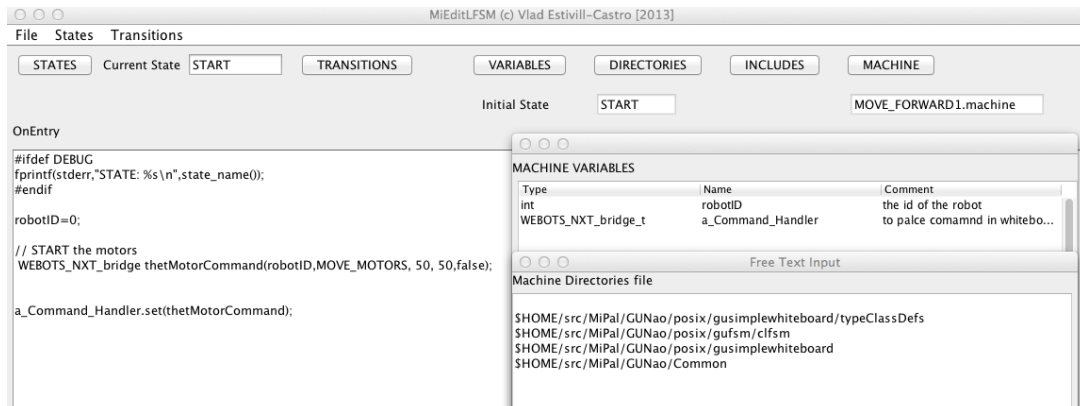 MiEditLFSM (c) Vlad Estivill-Castro [2013]
File States Transitions
STATES Current State START TRANSITIONS VARIABLES DIRECTORIES INCLUDES MACHINE
Initial State START MOVE_FORWARD1.machine
OnEntry
#ifdef DEBUG
fprintf(stderr,"STATE: %s\n",state_name());
#endif
robotID=0;
// START the motors
WEBOTS_NXT_bridge thetMotorCommand(robotID,MOVE_MOTORS, 50, 50,false);
a_Command_Handler.set(thetMotorCommand);
MACHINE VARIABLES
Type Name Comment
int robotID the id of the robot
WEBOTS_NXT_bridge_t a_Command_Handler to palce comamnd in whitebo...
Free Text Input
Machine Directories file
$HOME/src/MiPal/GUNao/posix/gusimplewhiteboard/typeClassDefs
$HOME/src/MiPal/GUNao/posix/gufsm/clfsm
$HOME/src/MiPal/GUNao/posix/gusimplewhiteboard
$HOME/src/MiPal/GUNao/Common